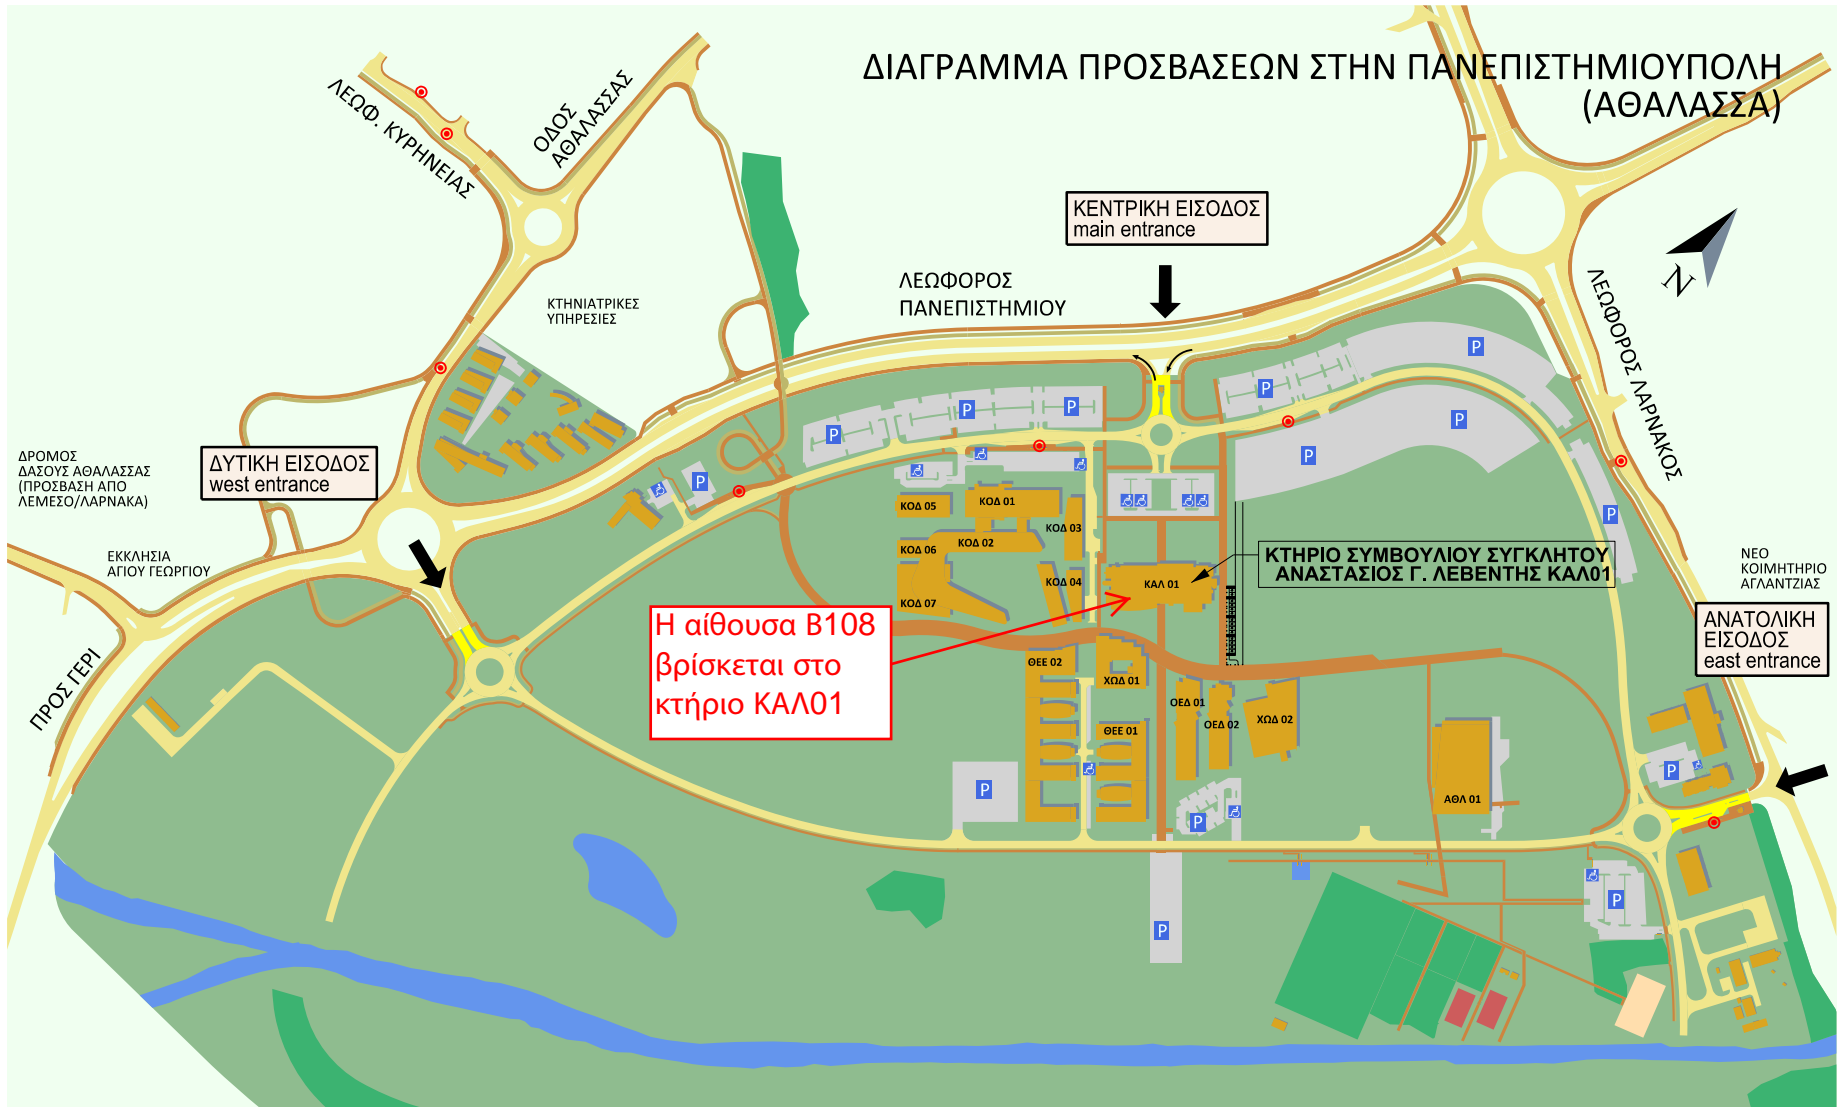 ΔΙΑΓΡΑΜΜΑ ΠΡΟΣΒΑΣΕΩΝ ΣΤΗΝ ΠΑΝΕΠΙΣΤΗΜΙΟΥΠΟΛΗ
(ΑΘΑΛΑΣΣΑ)
ΛΕΩΦ. ΚΥΡΗΝΕΙΑΣ
ΟΔΟΣ
ΑΘΑΛΑΣΣΑΣ
ΚΕΝΤΡΙΚΗ ΕΙΣΟΔΟΣ
main entrance
ΛΕΩΦΟΡΟΣ
ΠΑΝΕΠΙΣΤΗΜΙΟΥ
ΚΤΗΝΙΑΤΡΙΚΕΣ
ΥΠΗΡΕΣΙΕΣ
N
ΛΕΩΦΟΡΟΣ ΛΑΡΝΑΚΟΣ
ΔΡΟΜΟΣ
ΔΑΣΟΥΣ ΑΘΑΛΑΣΣΑΣ
(ΠΡΟΣΒΑΣΗ ΑΠΟ
ΛΕΜΕΣΟ/ΛΑΡΝΑΚΑ)
ΔΥΤΙΚΗ ΕΙΣΟΔΟΣ
west entrance
ΕΚΚΛΗΣΙΑ
ΑΓΙΟΥ ΓΕΩΡΓΙΟΥ
ΠΡΟΣ ΓΕΡΙ
P
P
P
P
P
P
P
P
P
P
ΚΟΔ 05
ΚΟΔ 01
ΚΟΔ 03
ΚΟΔ 06
ΚΟΔ 02
ΚΟΔ 04
ΚΟΔ 07
ΚΑΛ 01
ΚΤΗΡΙΟ ΣΥΜΒΟΥΛΙΟΥ ΣΥΓΚΛΗΤΟΥ
ΑΝΑΣΤΑΣΙΟΣ Γ. ΛΕΒΕΝΤΗΣ ΚΑΛ01
ΝΕΟ
ΚΟΙΜΗΤΗΡΙΟ
ΑΓΛΑΝΤΖΙΑΣ
ΑΝΑΤΟΛΙΚΗ
ΕΙΣΟΔΟΣ
east entrance
Η αίθουσα Β108
βρίσκεται στο
κτήριο ΚΑΛ01
ΘΕΕ 02
ΧΩΔ 01
ΟΕΔ 01
ΟΕΔ 02
ΧΩΔ 02
ΘΕΕ 01
ΑΘΛ 01
P
P
P
P
P